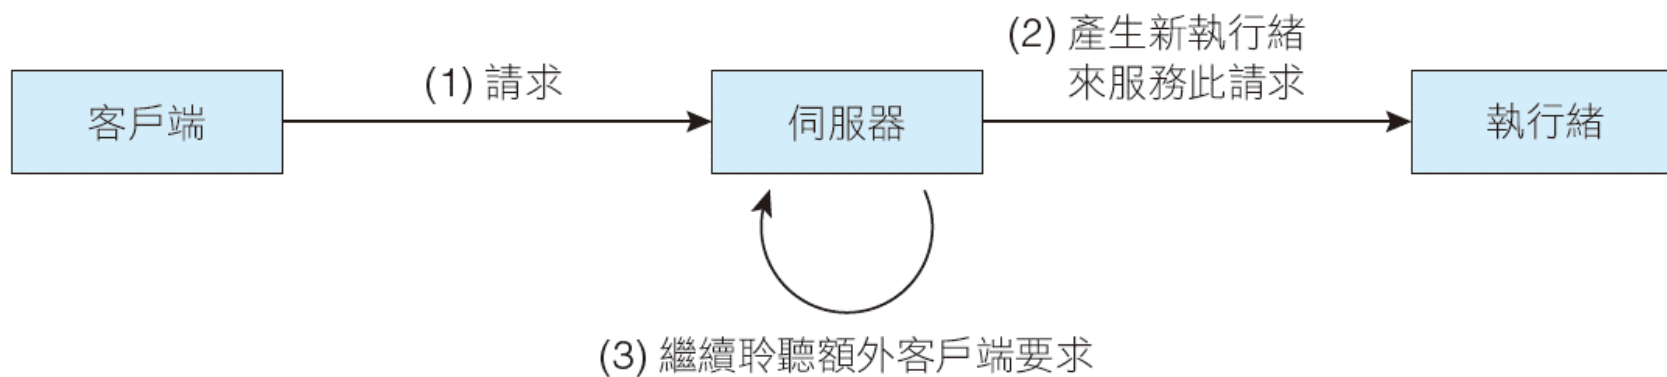 (2) 產生新執行緒
來服務此請求
(1) 請求
客戶端
伺服器
執行緒
(3) 繼續聆聽額外客戶端要求